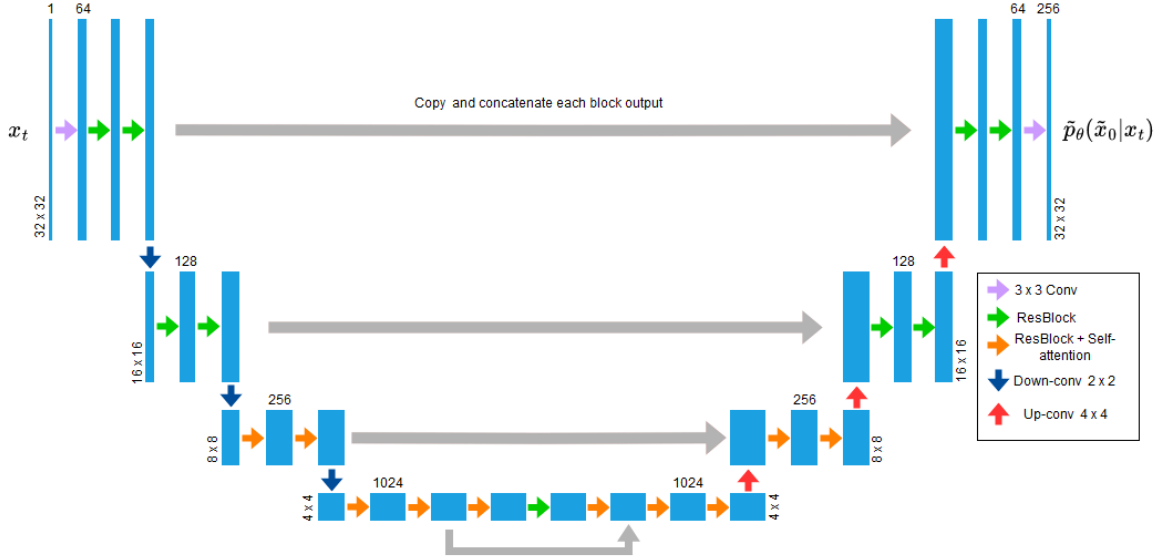 1 64
64 256
Copy and concatenate each block output
x_t
p̃_θ(x̃_0|x_t)
32 x 32
32 x 32
128
128
3 x 3 Conv
ResBlock
ResBlock + Self-
attention
Down-conv 2 x 2
Up-conv 4 x 4
16 x 16
16 x 16
256
256
8 x 8
8 x 8
1024
1024
4 x 4
4 x 4